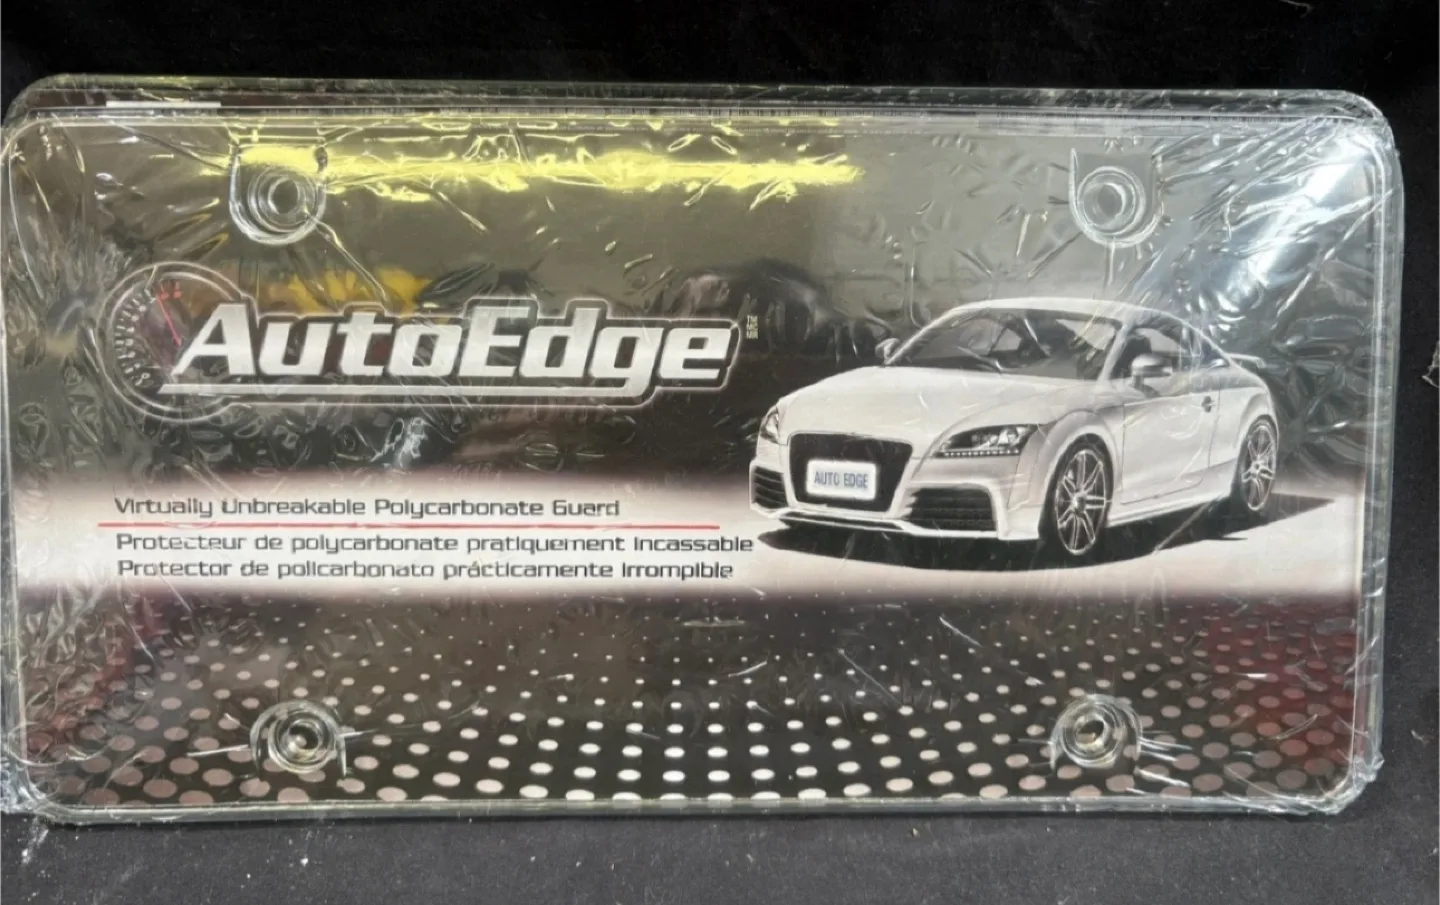 AutoEdge
AUTO EDGE
Virtually Unbreakable Polycarbonate Guard
Protecteur de polycarbonate pratiquement incassable
Protector de policarbonato prácticamente irrompible